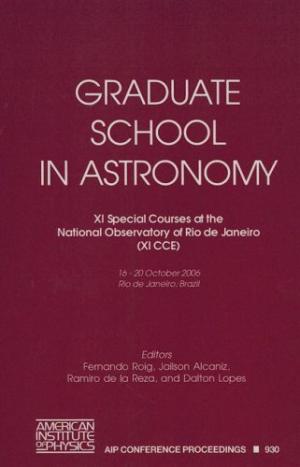 GRADUATE
SCHOOL
IN ASTRONOMY
XI Special Courses at the
National Observatory of Rio de Janeiro
(XI CCE)
16 - 20 October 2006
Rio de Janeiro, Brazil
Editors
Fernando Roig, Jailson Alcaniz,
Ramiro de la Reza, and Dalton Lopes
AMERICAN
INSTITUTE
OF PHYSICS
AIP CONFERENCE PROCEEDINGS ■ 930